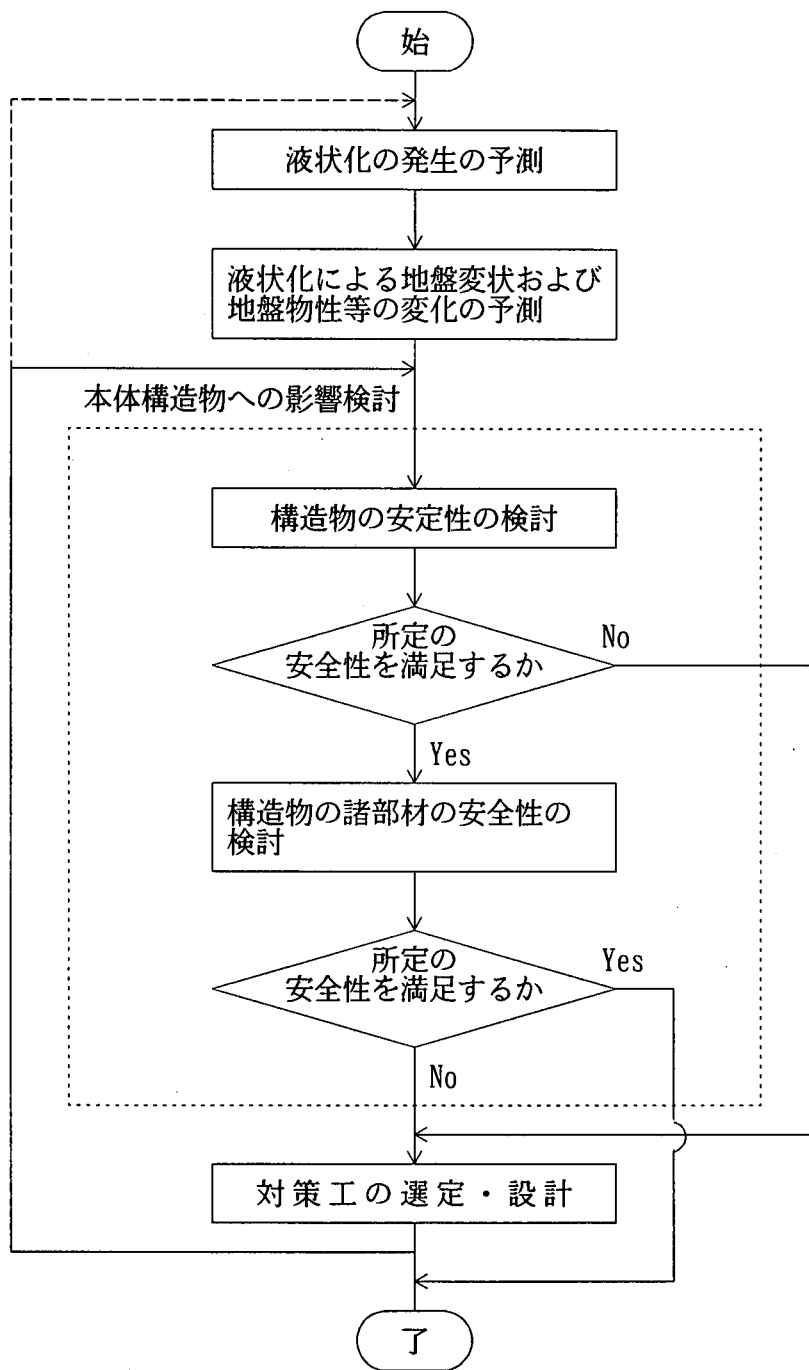 始
液状化の発生の予測
液状化による地盤変状および
地盤物性等の変化の予測
本体構造物への影響検討
構造物の安定性の検討
所定の
安全性を満足するか
No
Yes
構造物の諸部材の安全性の
検討
所定の
安全性を満足するか
Yes
No
対策工の選定・設計
了